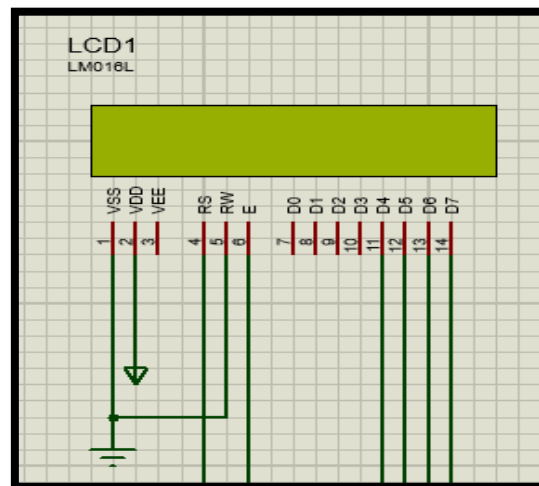 LCD1
LM016L
VSS VDD VEE RS RW E D0 D1 D2 D3 D4 D5 D6 D7
1 2 3 4 5 6 7 8 9 10 11 12 13 14